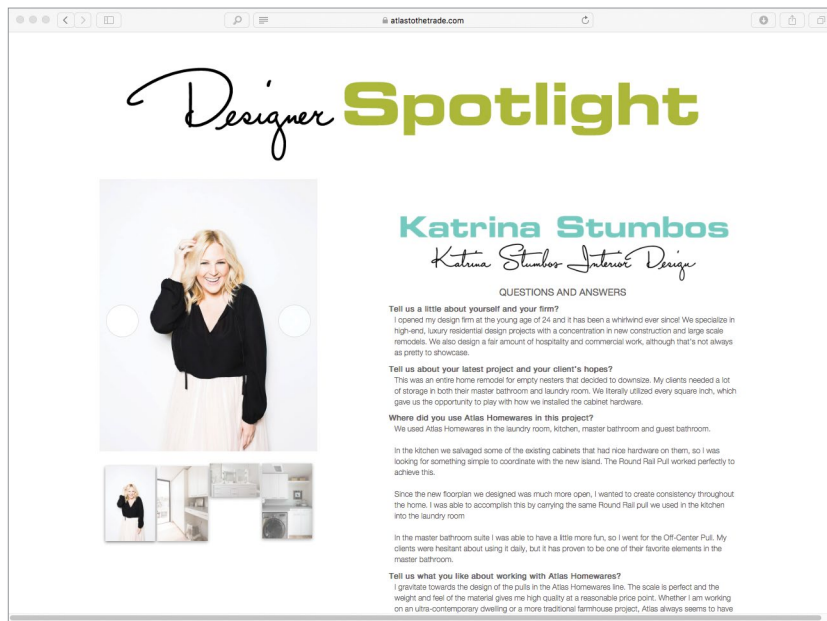 atlastothetrade.com
Designer Spotlight
Katrina Stumbos
Katrina Stumbos Interior Design
QUESTIONS AND ANSWERS
Tell us a little about yourself and your firm?
I opened my design firm at the young age of 24 and it has been a whirlwind ever since! We specialize in
high-end, luxury residential design projects with a concentration in new construction and large scale
remodels. We also design a fair amount of hospitality and commercial work, although that's not always
as pretty to showcase.
Tell us about your latest project and your client's hopes?
This was an entire home remodel for empty nesters that decided to downsize. My clients needed a lot
of storage in both their master bathroom and laundry room. We literally utilized every square inch, which
gave us the opportunity to play with how we installed the cabinet hardware.
Where did you use Atlas Homewares in this project?
We used Atlas Homewares in the laundry room, kitchen, master bathroom and guest bathroom.
In the kitchen we salvaged some of the existing cabinets that had nice hardware on them, so I was
looking for something simple to coordinate with the new island. The Round Rail Pull worked perfectly to
achieve this.
Since the new floorplan we designed was much more open, I wanted to create consistency throughout
the home. I was able to accomplish this by carrying the same Round Rail pull we used in the kitchen
into the laundry room
In the master bathroom suite I was able to have a little more fun, so I went for the Off-Center Pull. My
clients were hesitant about using it daily, but it has proven to be one of their favorite elements in the
master bathroom.
Tell us what you like about working with Atlas Homewares?
I gravitate towards the design of the pulls in the Atlas Homewares line. The scale is perfect and the
weight and feel of the material gives me high quality at a reasonable price point. Whether I am working
on an ultra-contemporary dwelling or a more traditional farmhouse project, Atlas always seems to have